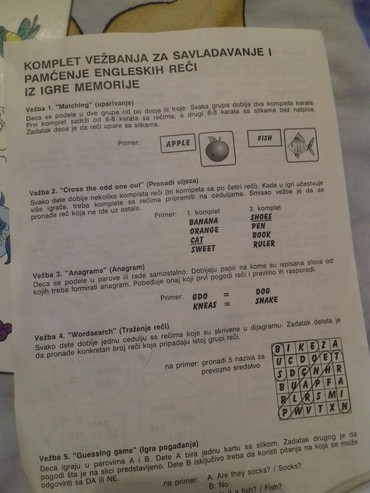 KOMPLET VEŽBANJA ZA SAVLADAVANJE I
PAMĆENJE ENGLESKIH REČI
IZ IGRE MEMORIJE
Vežba 1. "Matching" (uparivanje)
Deca se podele u dve grupe od po dvoje ili troje. Svaka grupa dobija dva kompleta karata.
Prvi komplet sadrži od 6-8 karata sa rečima, a drugi 6-8 karata sa slikama bez natpisa.
Zadatak dece je da reči upare sa slikama.
Primer: APPLE FISH
Vežba 2. "Cross the odd one out" (Pronađi uljeza)
Svako dete dobije nekoliko kompleta reči (tri kompleta sa po četiri reči). Kada u igri učestvuje
više igrača, treba komplete sa rečima pripremiti na ceduljama. Smisao vežbe je da se
pronađe reč koja ne ide uz ostale.
Primer: 1. komplet 2. komplet
BANANA SHOES
ORANGE PEN
CAT BOOK
SWEET RULER
Vežba 3. "Anagrams" (Anagram)
Deca se podele u parove ili rade samostalno. Dobijaju papir na kome su ispisana slova od
kojih treba formirati anagram. Pobeđuje onaj koji prvi pogodi reči i pravilno ih rasporedi.
Primer: GDO = DOG
KNEAS = SNAKE
Vežba 4. "Wordsearch" (Traženje reči)
Svako dete dobije jednu cedulju sa rečima koje su skrivene u dijagramu. Zadatak deteta je
da pronađe konkretan broj reči koje pripadaju istoj grupi reči.
na primer: pronađi 5 naziva za
prevozno sredstvo
B I K E Z A
U C D O E T
S D C N H R
B U A P F A
R L R S M I
P W V T X N
Vežba 5. "Guessing game" (Igra pogađanja)
Deca igraju u parovima A i B. Dete A bira jednu kartu sa slikom. Zadatak drugog je da
pogodi šta je na slici predstavljeno. Dete B isključivo treba da koristi pitanja na koja se može
odgovoriti sa DA ili NE.
na primer: A: Are they socks? / Socks?
B: No
a fish? / Fish?